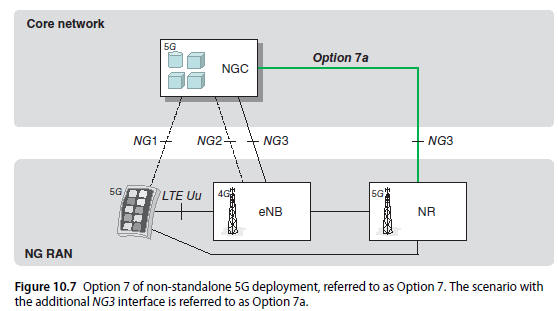 Core network
5G
NGC
Option 7a
NG1
NG2
NG3
NG3
5G
LTE Uu
4G
eNB
5G
NR
NG RAN
Figure 10.7 Option 7 of non-standalone 5G deployment, referred to as Option 7. The scenario with
the additional NG3 interface is referred to as Option 7a.